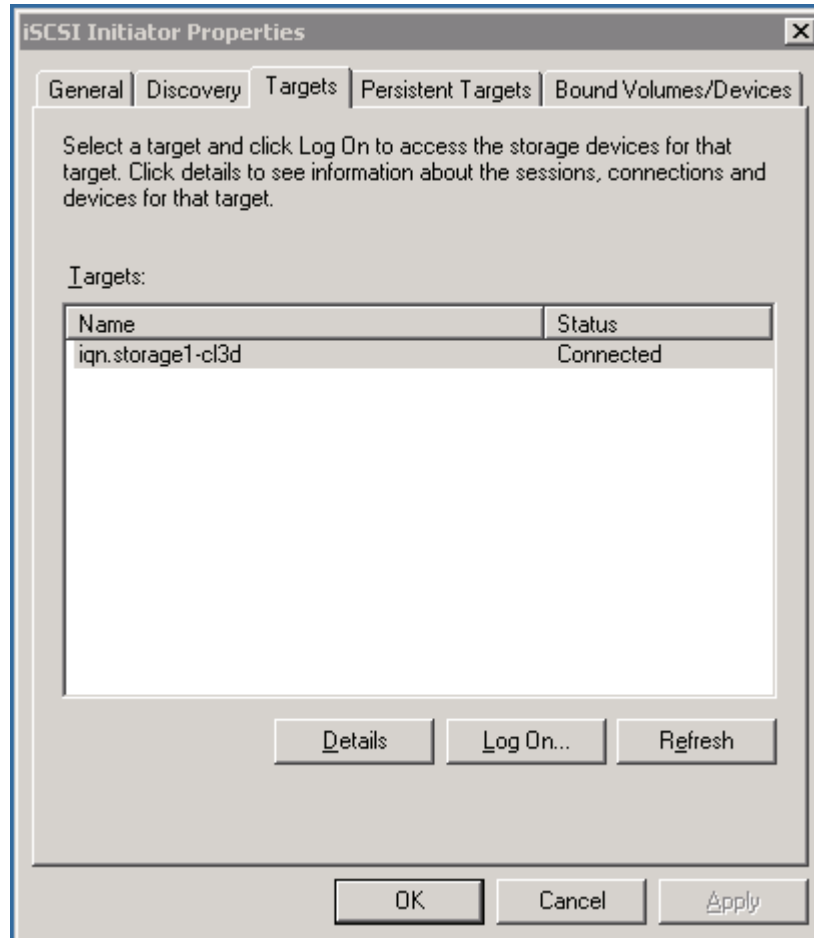 iSCSI Initiator Properties
General Discovery Targets Persistent Targets Bound Volumes/Devices
Select a target and click Log On to access the storage devices for that
target. Click details to see information about the sessions, connections and
devices for that target.
Targets:
Name Status
iqn.storage1-cl3d Connected
Details Log On... Refresh
OK Cancel Apply